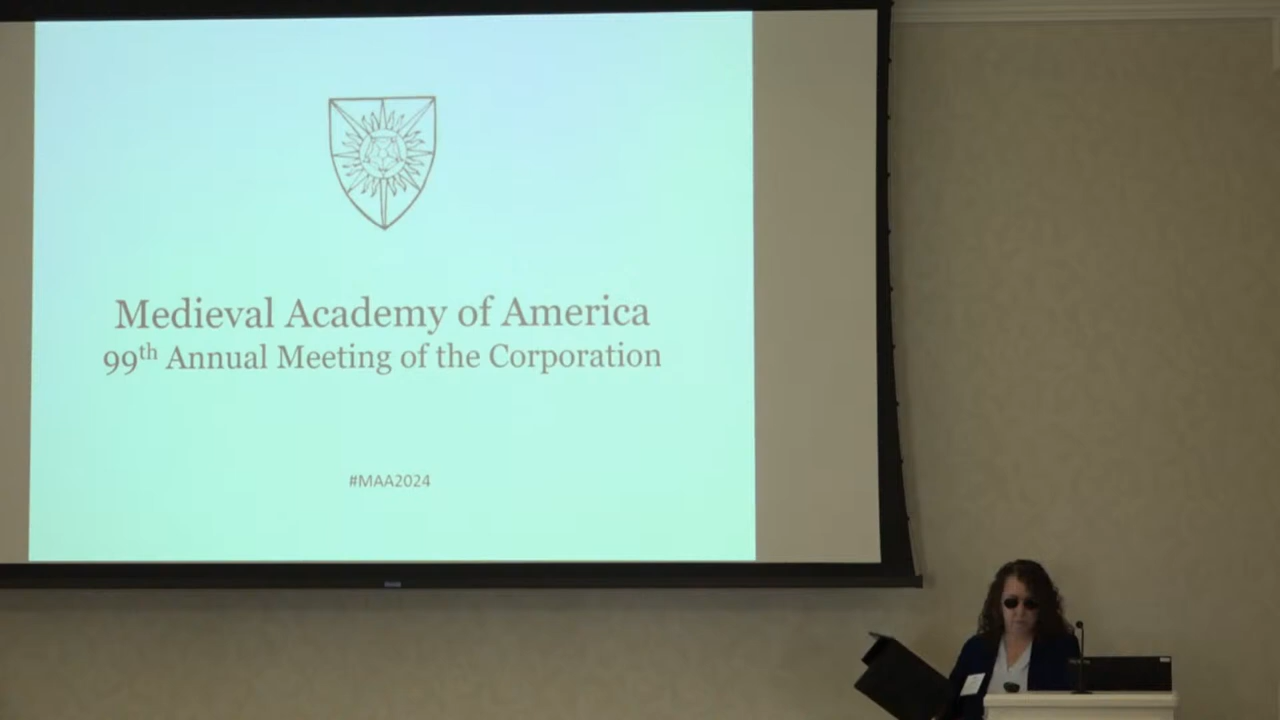 Medieval Academy of America
99th Annual Meeting of the Corporation
#MAA2024